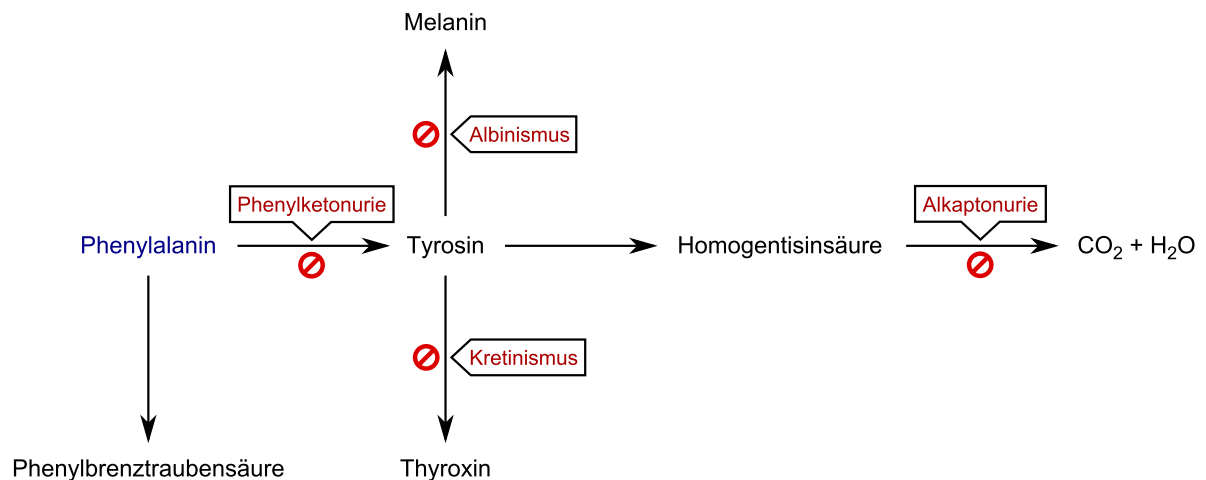 Melanin
Albinismus
Phenylketonurie
Alkaptonurie
Phenylalanin
Tyrosin
Homogentisinsäure
CO₂ + H₂O
Kretinismus
Phenylbrenztraubensäure
Thyroxin